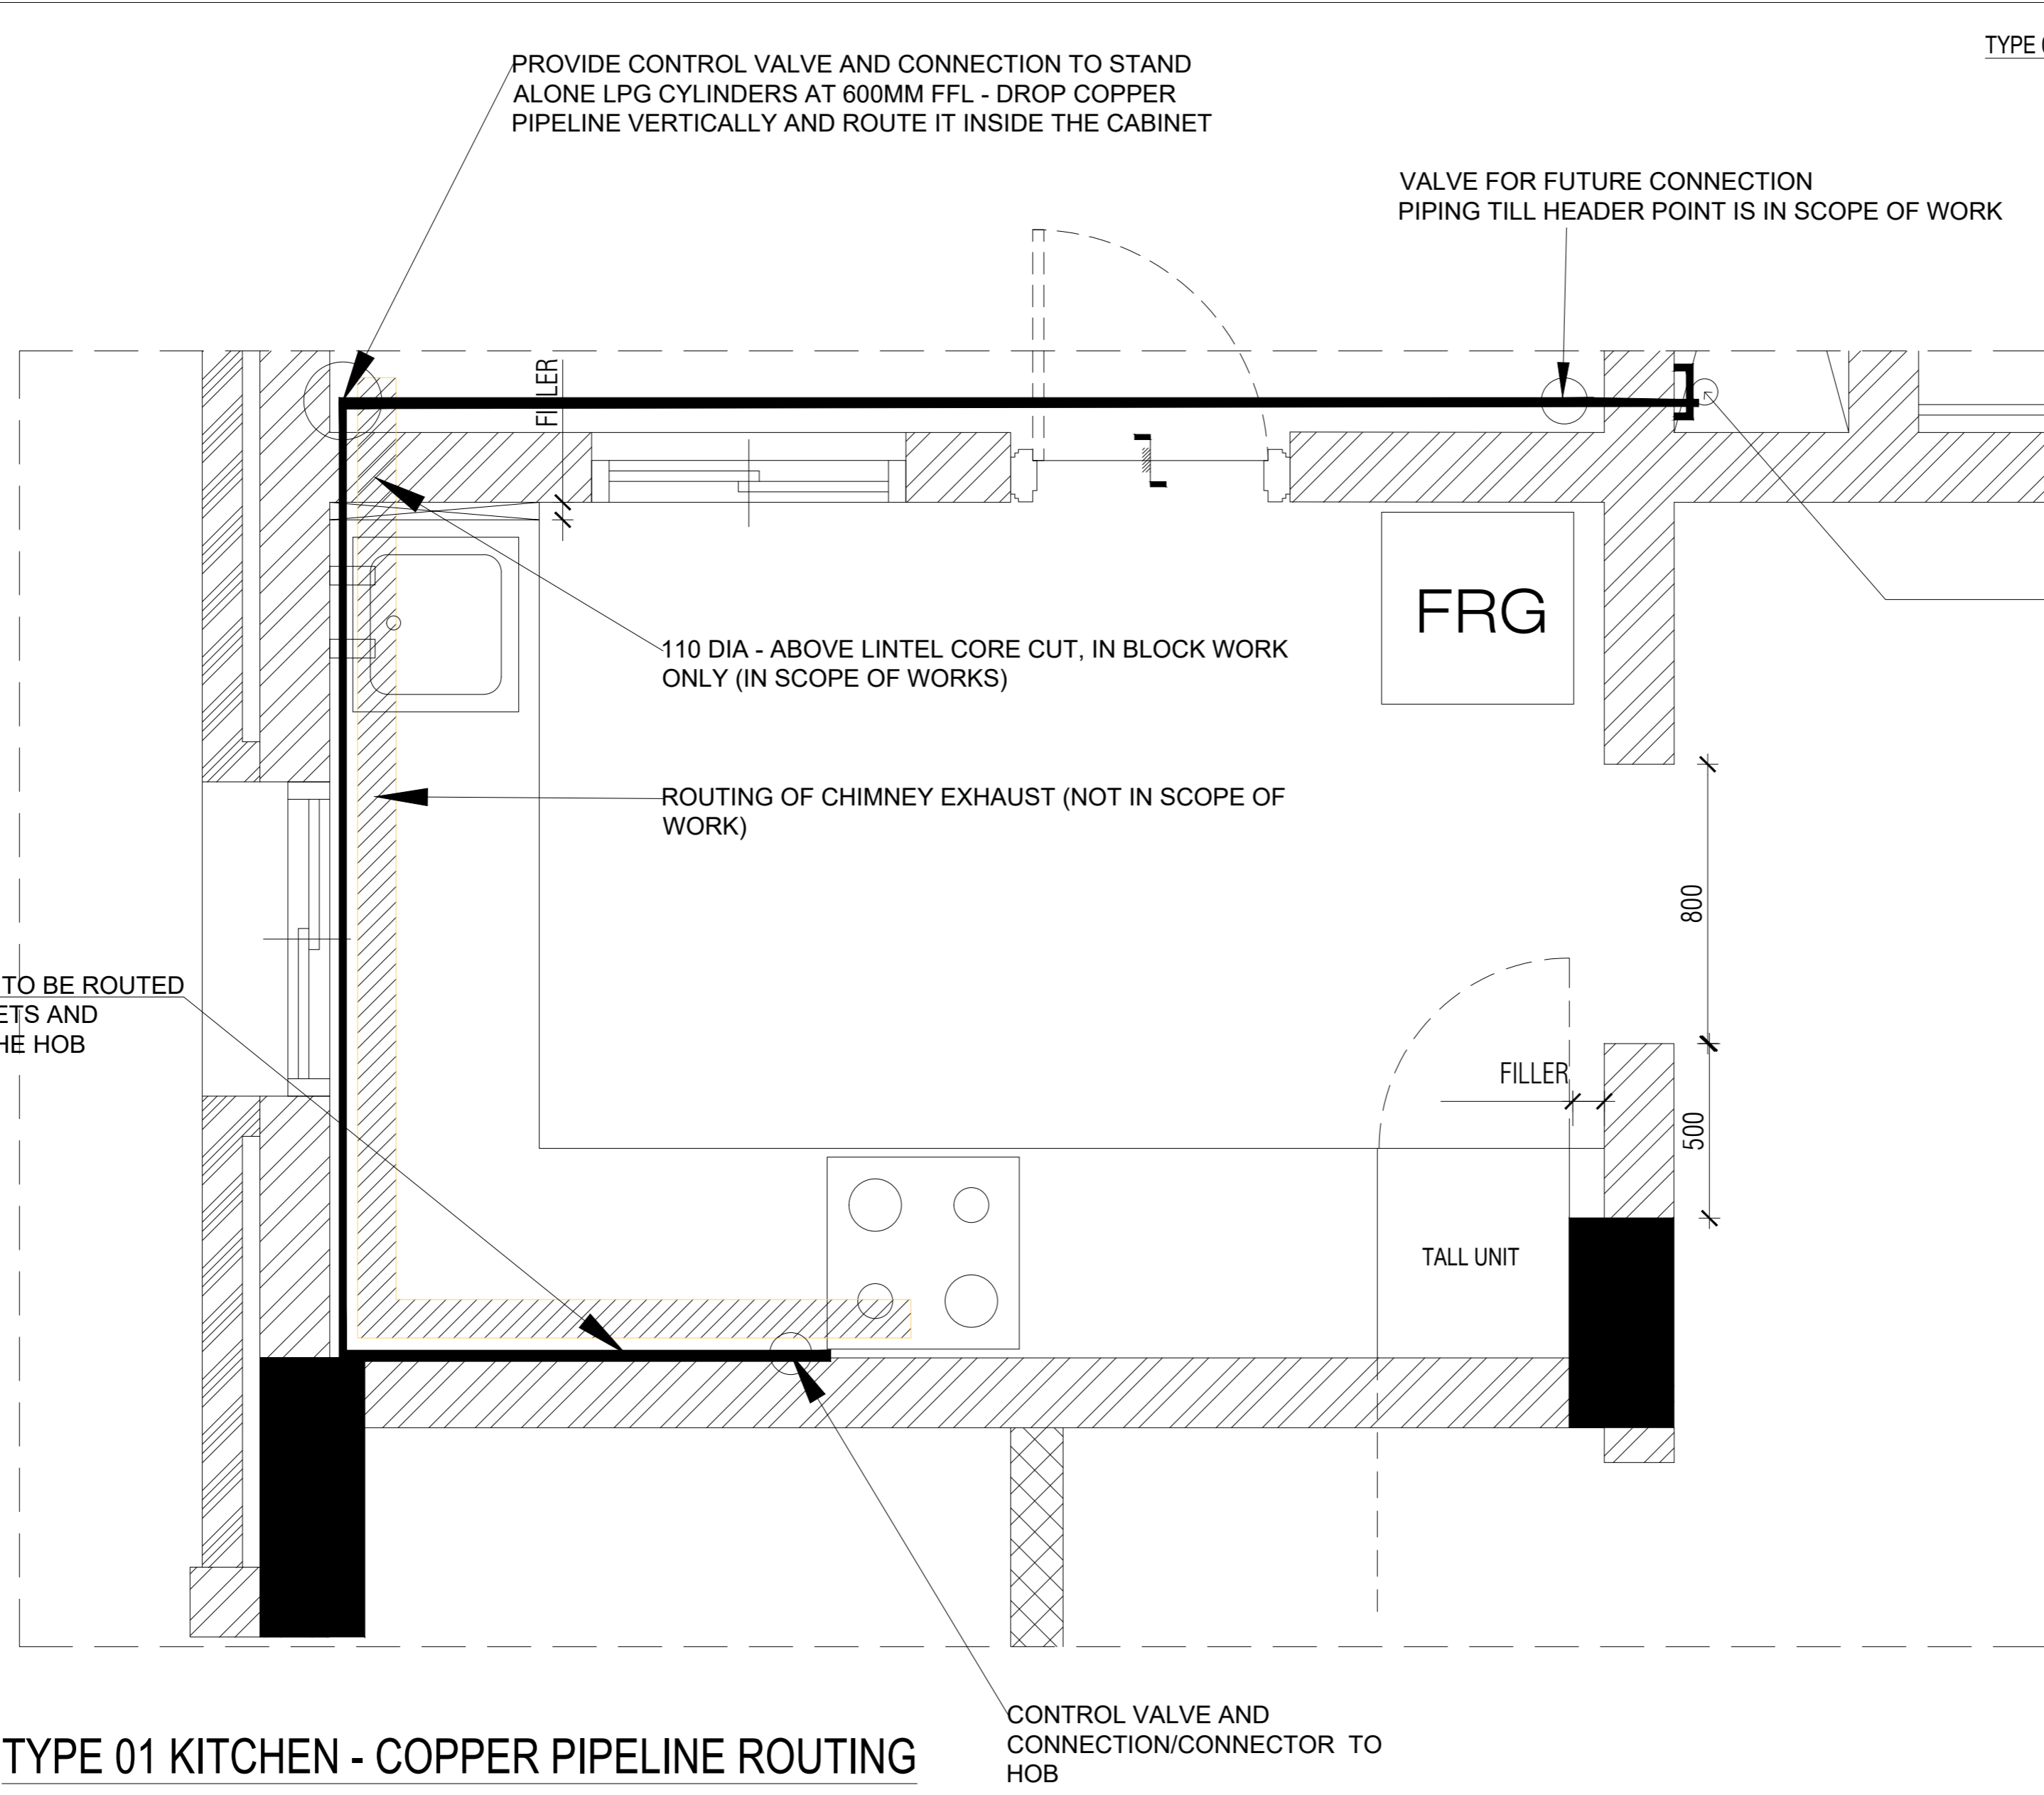 TYPE
PROVIDE CONTROL VALVE AND CONNECTION TO STAND
ALONE LPG CYLINDERS AT 600MM FFL - DROP COPPER
PIPELINE VERTICALLY AND ROUTE IT INSIDE THE CABINET
VALVE FOR FUTURE CONNECTION
PIPING TILL HEADER POINT IS IN SCOPE OF WORK
FILLER
FRG
110 DIA - ABOVE LINTEL CORE CUT, IN BLOCK WORK
ONLY (IN SCOPE OF WORKS)
ROUTING OF CHIMNEY EXHAUST (NOT IN SCOPE OF
WORK)
800
TO BE ROUTED
ETS AND
HE HOB
FILLER
500
TALL UNIT
CONTROL VALVE AND
CONNECTION/CONNECTOR TO
HOB
TYPE 01 KITCHEN - COPPER PIPELINE ROUTING